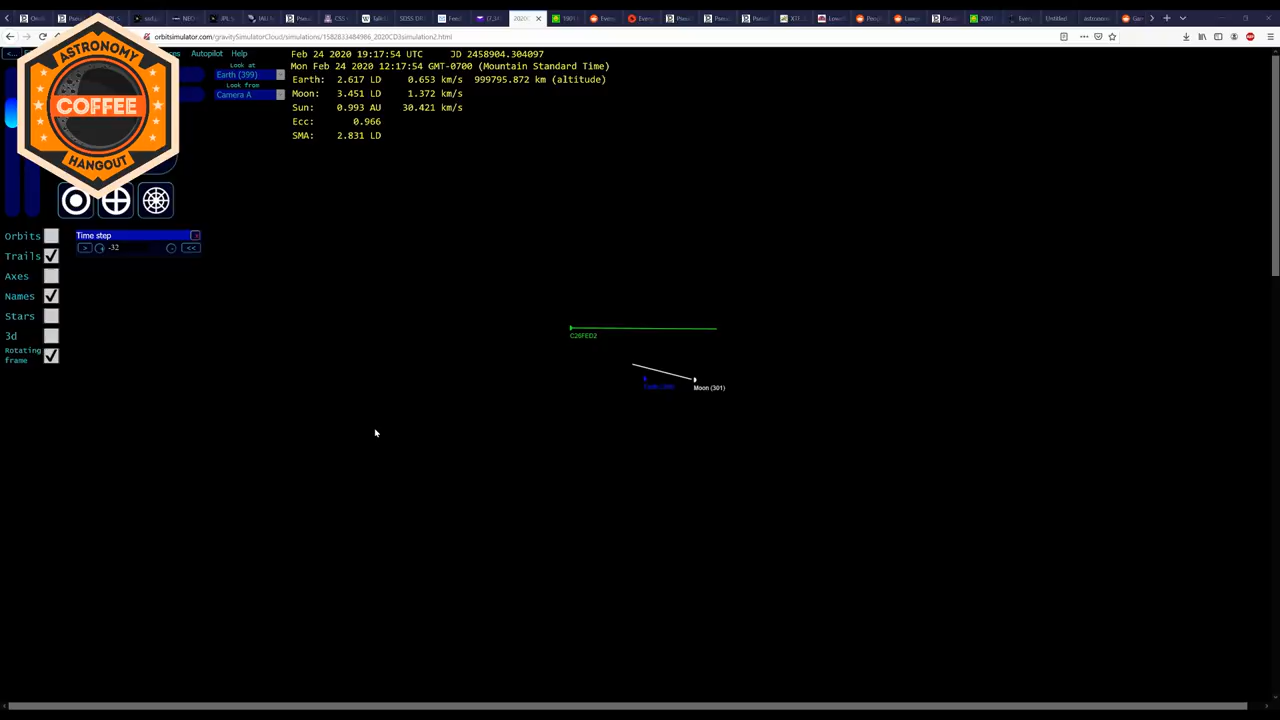 orbitsimulator.com/gravitySimulatorCloud/simulations/1582833484986_2020CD3simulation2.html
ASTRONOMY
COFFEE
HANGOUT
Autopilot Help
Look at
Earth (399)
Look from
Camera A
Feb 24 2020 19:17:54 UTC JD 2458904.304097
Mon Feb 24 2020 12:17:54 GMT-0700 (Mountain Standard Time)
Earth: 2.617 LD 0.653 km/s 999795.872 km (altitude)
Moon: 3.451 LD 1.372 km/s
Sun: 0.993 AU 30.421 km/s
Ecc: 0.966
SMA: 2.831 LD
Time step
> -32 <<
Orbits
Trails
Axes
Names
Stars
3d
Rotating
frame
C26FED2
Moon (301)